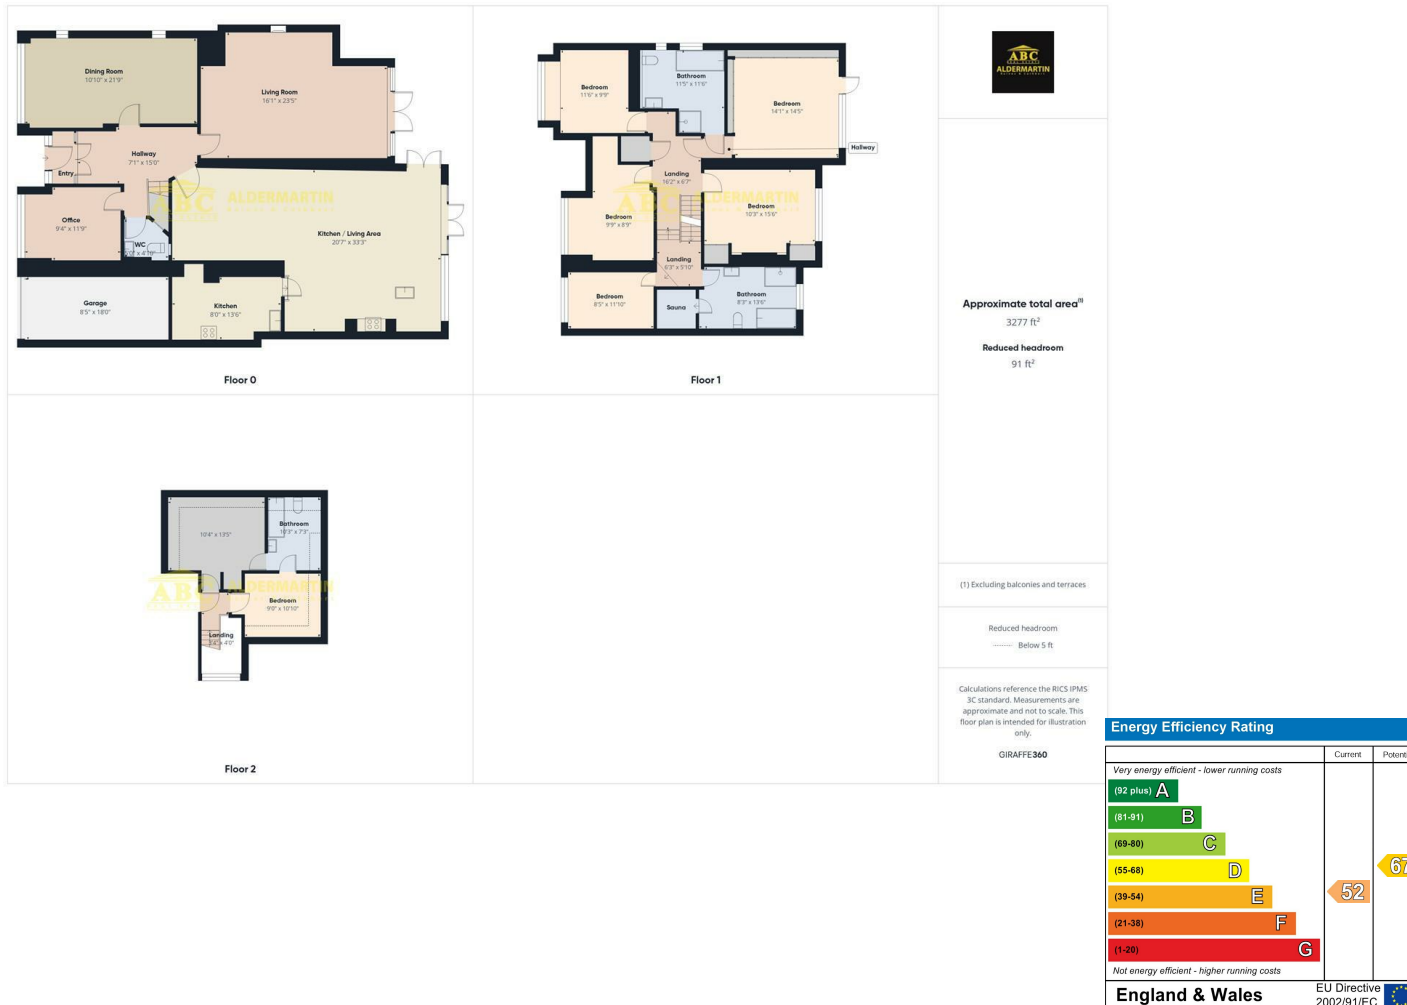 Dining Room
10'10" x 21'9"
Living Room
16'1" x 23'5"
Hallway
7'1" x 15'0"
Entry
Office
9'4" x 11'9"
WC
Kitchen / Living Area
20'7" x 33'3"
Garage
8'5" x 18'0"
Kitchen
8'0" x 13'6"
ABC
ALDERMARTIN
Floor 0
Bedroom
11'6" x 9'9"
Bathroom
11'5" x 11'6"
Bedroom
14'1" x 14'5"
Hallway
Landing
16'2" x 6'7"
Bedroom
9'9" x 8'9"
Bedroom
10'3" x 15'6"
Landing
6'3" x 5'10"
Bedroom
8'5" x 11'10"
Sauna
Bathroom
8'3" x 13'6"
ABC
ALDERMARTIN
Floor 1
10'4" x 13'5"
Bathroom
10'3" x 7'3"
Bedroom
9'0" x 10'10"
Landing
ABC
ALDERMARTIN
Floor 2
ABC
ALDERMARTIN
Approximate total area(1)
3277 ft²
Reduced headroom
91 ft²
(1) Excluding balconies and terraces
Reduced headroom
Below 5 ft
Calculations reference the RICS IPMS
3C standard. Measurements are
approximate and not to scale. This
floor plan is intended for illustration
only.
GIRAFFE360
Energy Efficiency Rating
Current
Potent
Very energy efficient - lower running costs
(92 plus) A
(81-91) B
(69-80) C
(55-68) D
(39-54) E
(21-38) F
(1-20) G
52
67
Not energy efficient - higher running costs
England & Wales
EU Directive
2002/91/EC